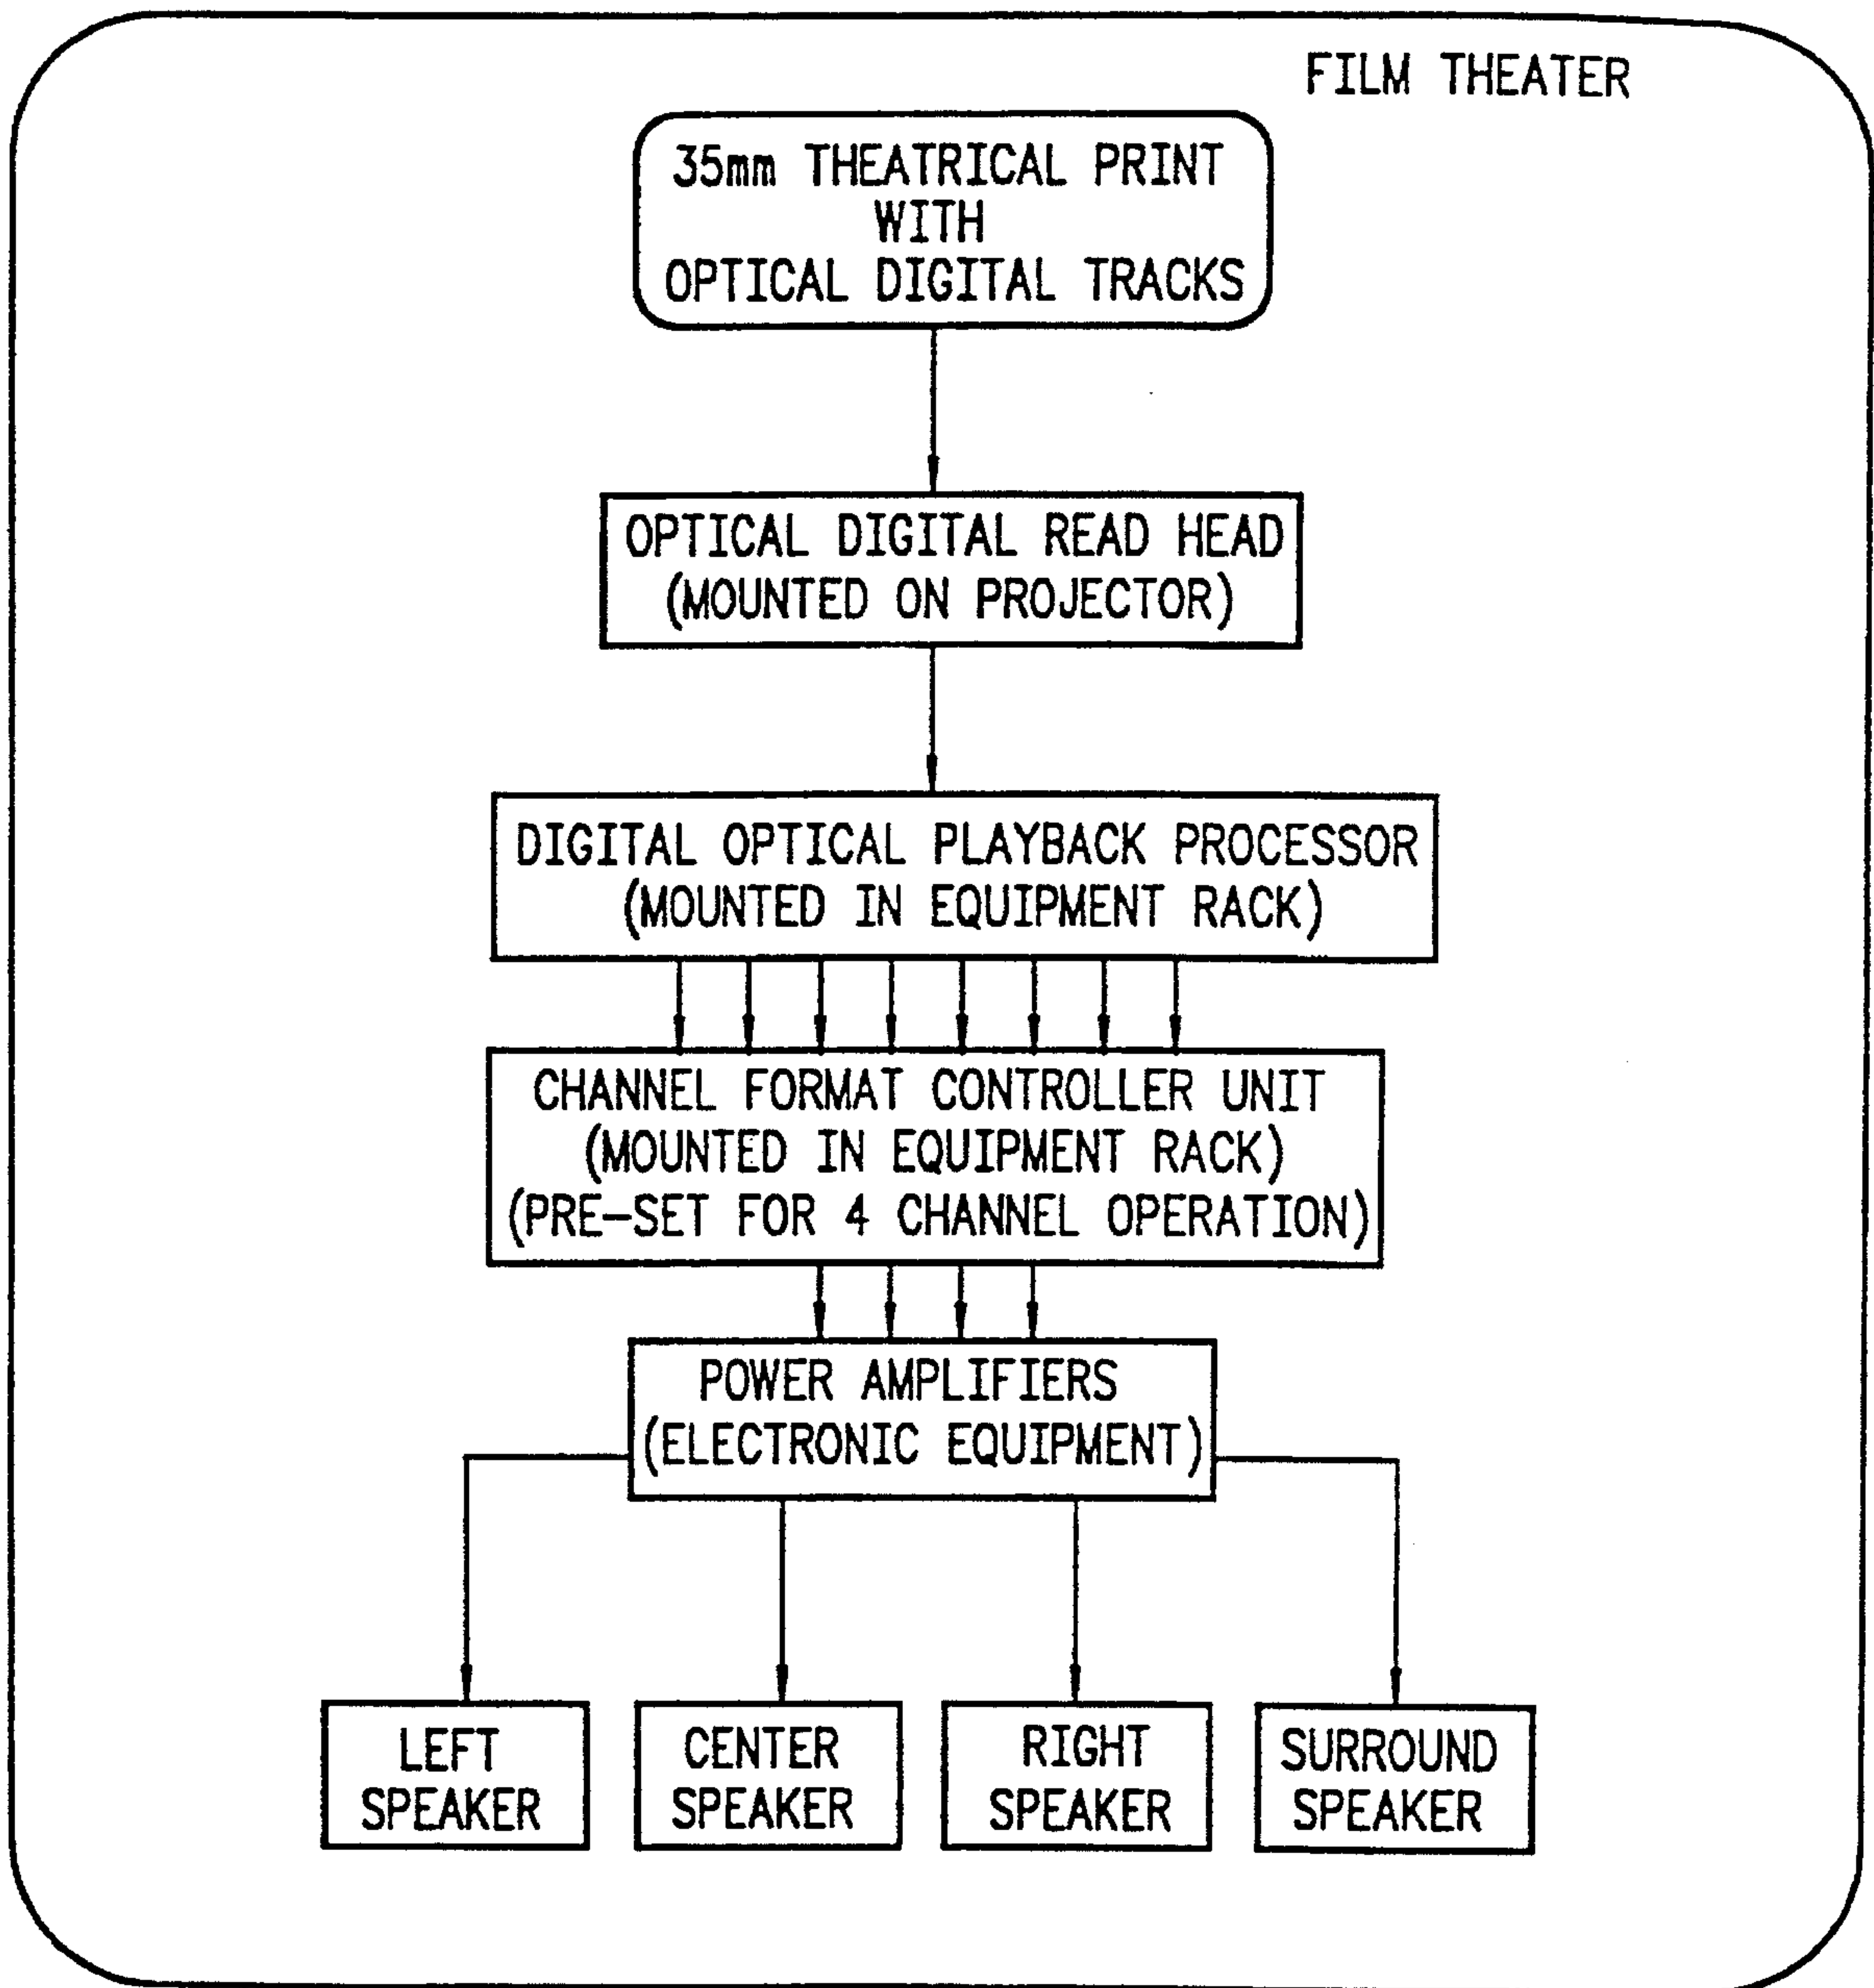 FILM THEATER
35mm THEATRICAL PRINT
WITH
OPTICAL DIGITAL TRACKS
OPTICAL DIGITAL READ HEAD
(MOUNTED ON PROJECTOR)
DIGITAL OPTICAL PLAYBACK PROCESSOR
(MOUNTED IN EQUIPMENT RACK)
CHANNEL FORMAT CONTROLLER UNIT
(MOUNTED IN EQUIPMENT RACK)
(PRE-SET FOR 4 CHANNEL OPERATION)
POWER AMPLIFIERS
(ELECTRONIC EQUIPMENT)
LEFT
SPEAKER
CENTER
SPEAKER
RIGHT
SPEAKER
SURROUND
SPEAKER